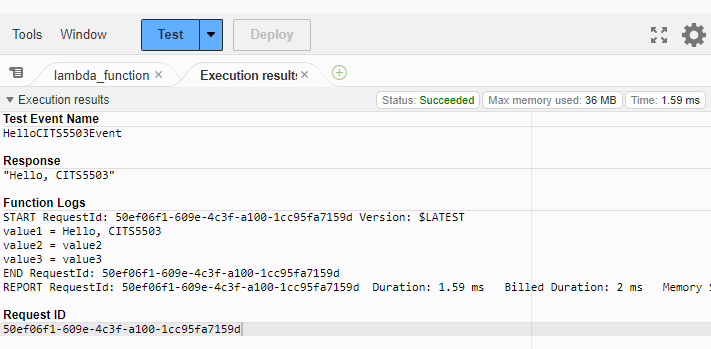 Tools Window Test Deploy
lambda_function Execution results
Execution results Status: Succeeded Max memory used: 36 MB Time: 1.59 ms
Test Event Name
HelloCITS5503Event
Response
"Hello, CITS5503"
Function Logs
START RequestId: 50ef06f1-609e-4c3f-a100-1cc95fa7159d Version: $LATEST
value1 = Hello, CITS5503
value2 = value2
value3 = value3
END RequestId: 50ef06f1-609e-4c3f-a100-1cc95fa7159d
REPORT RequestId: 50ef06f1-609e-4c3f-a100-1cc95fa7159d Duration: 1.59 ms Billed Duration: 2 ms Memory S
Request ID
50ef06f1-609e-4c3f-a100-1cc95fa7159d